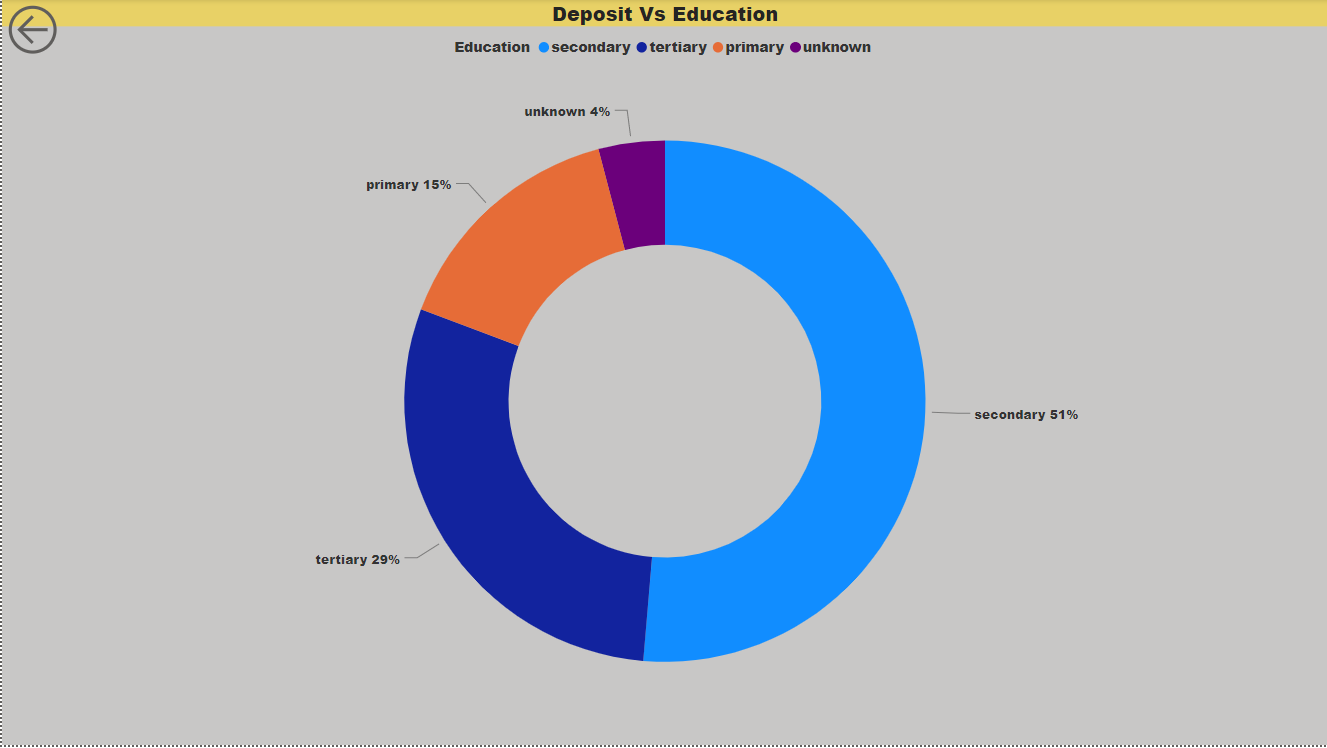 Deposit Vs Education
Education secondary tertiary primary unknown
unknown 4%
primary 15%
secondary 51%
tertiary 29%